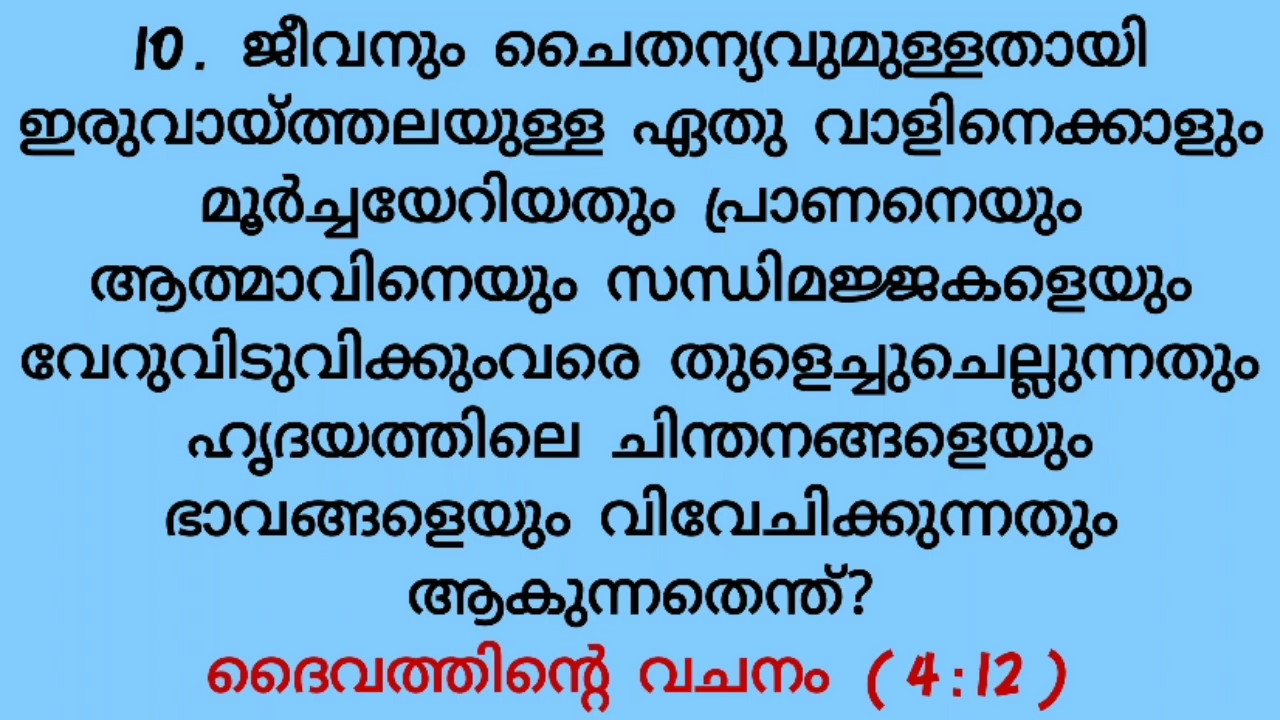 10. ജീവനും ചൈതന്യവുമുള്ളതായി
ഇരുവായ്ത്തലയുള്ള ഏതു വാളിനെക്കാളും
മൂർച്ചയേറിയതും പ്രാണനെയും
ആത്മാവിനെയും സന്ധിമജ്ജകളെയും
വേറുവിടുവിക്കുംവരെ തുളെച്ചുചെല്ലുന്നതും
ഹൃദയത്തിലെ ചിന്തനങ്ങളെയും
ഭാവങ്ങളെയും വിവേചിക്കുന്നതും
ആകുന്നതെന്ത്?
ദൈവത്തിന്റെ വചനം (4:12)